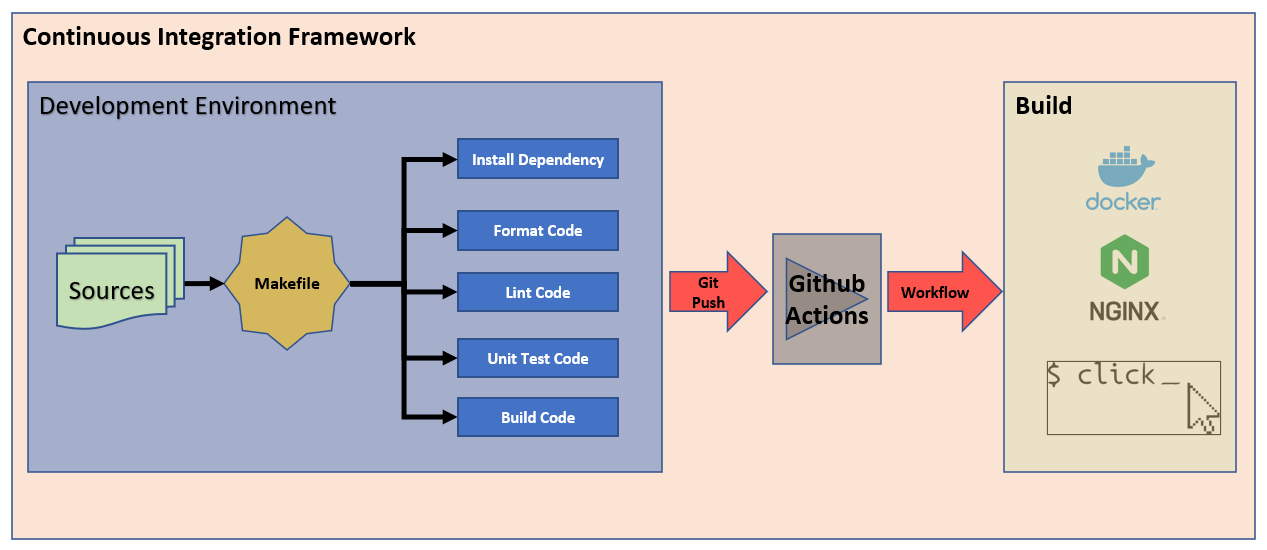 Continuous Integration Framework
Development Environment
Sources
Makefile
Install Dependency
Format Code
Lint Code
Unit Test Code
Build Code
Git
Push
Github
Actions
Workflow
Build
docker
N
NGINX
$ click_